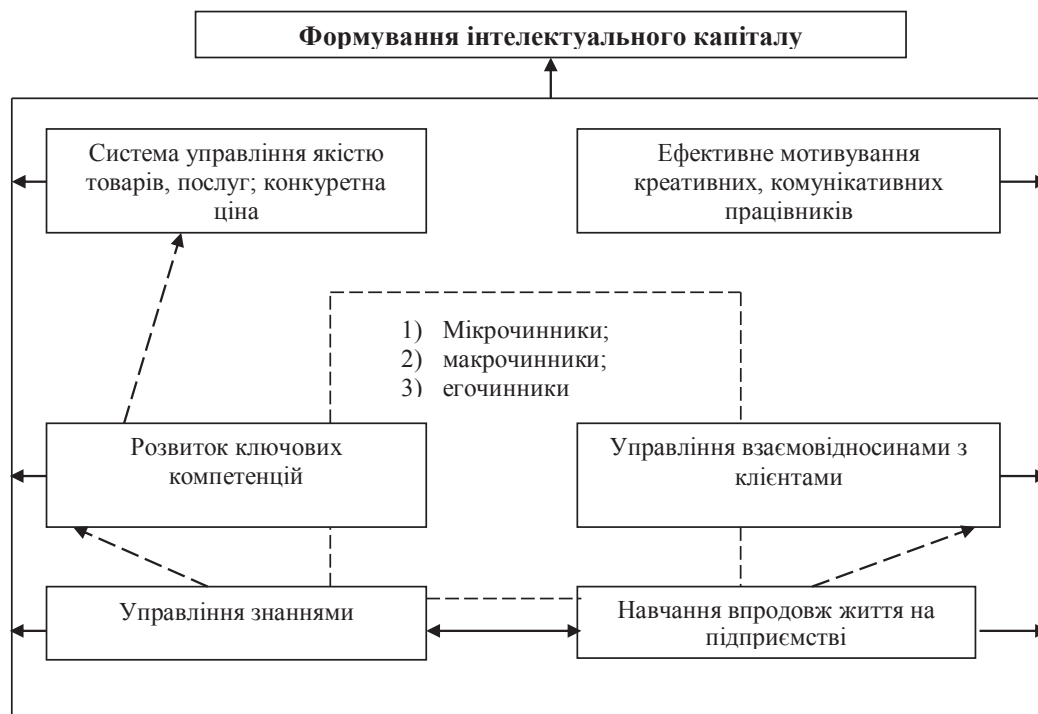 Формування інтелектуального капіталу
Система управління якістю
товарів, послуг; конкуретна
ціна
Ефективне мотивування
креативних, комунікативних
працівників
1) Мікрочинники;
2) макрочинники;
3) егочинники
Розвиток ключових
компетенцій
Управління взаємовідносинами з
клієнтами
Управління знаннями
Навчання впродовж життя на
підприємстві